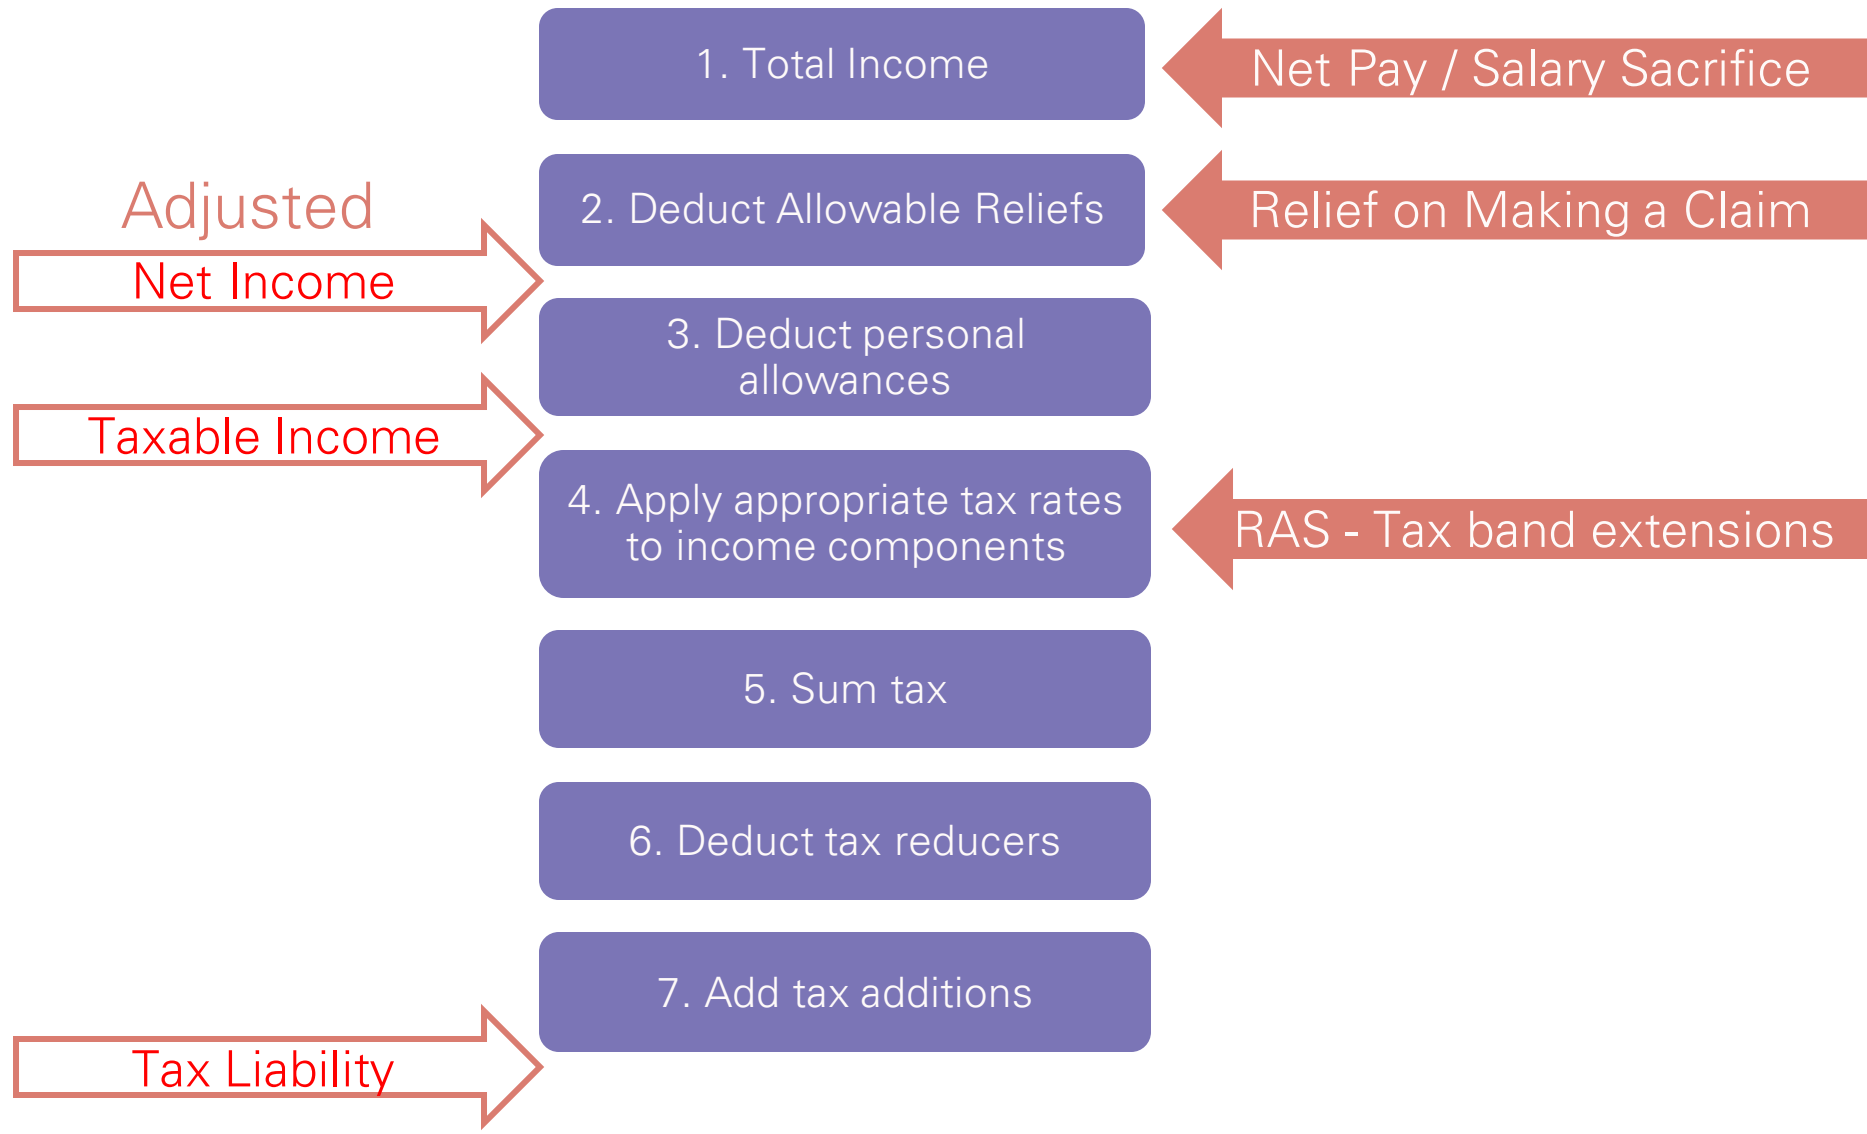 1. Total Income
Net Pay / Salary Sacrifice
Adjusted
Net Income
2. Deduct Allowable Reliefs
Relief on Making a Claim
3. Deduct personal
allowances
Taxable Income
4. Apply appropriate tax rates
to income components
RAS - Tax band extensions
5. Sum tax
6. Deduct tax reducers
7. Add tax additions
Tax Liability